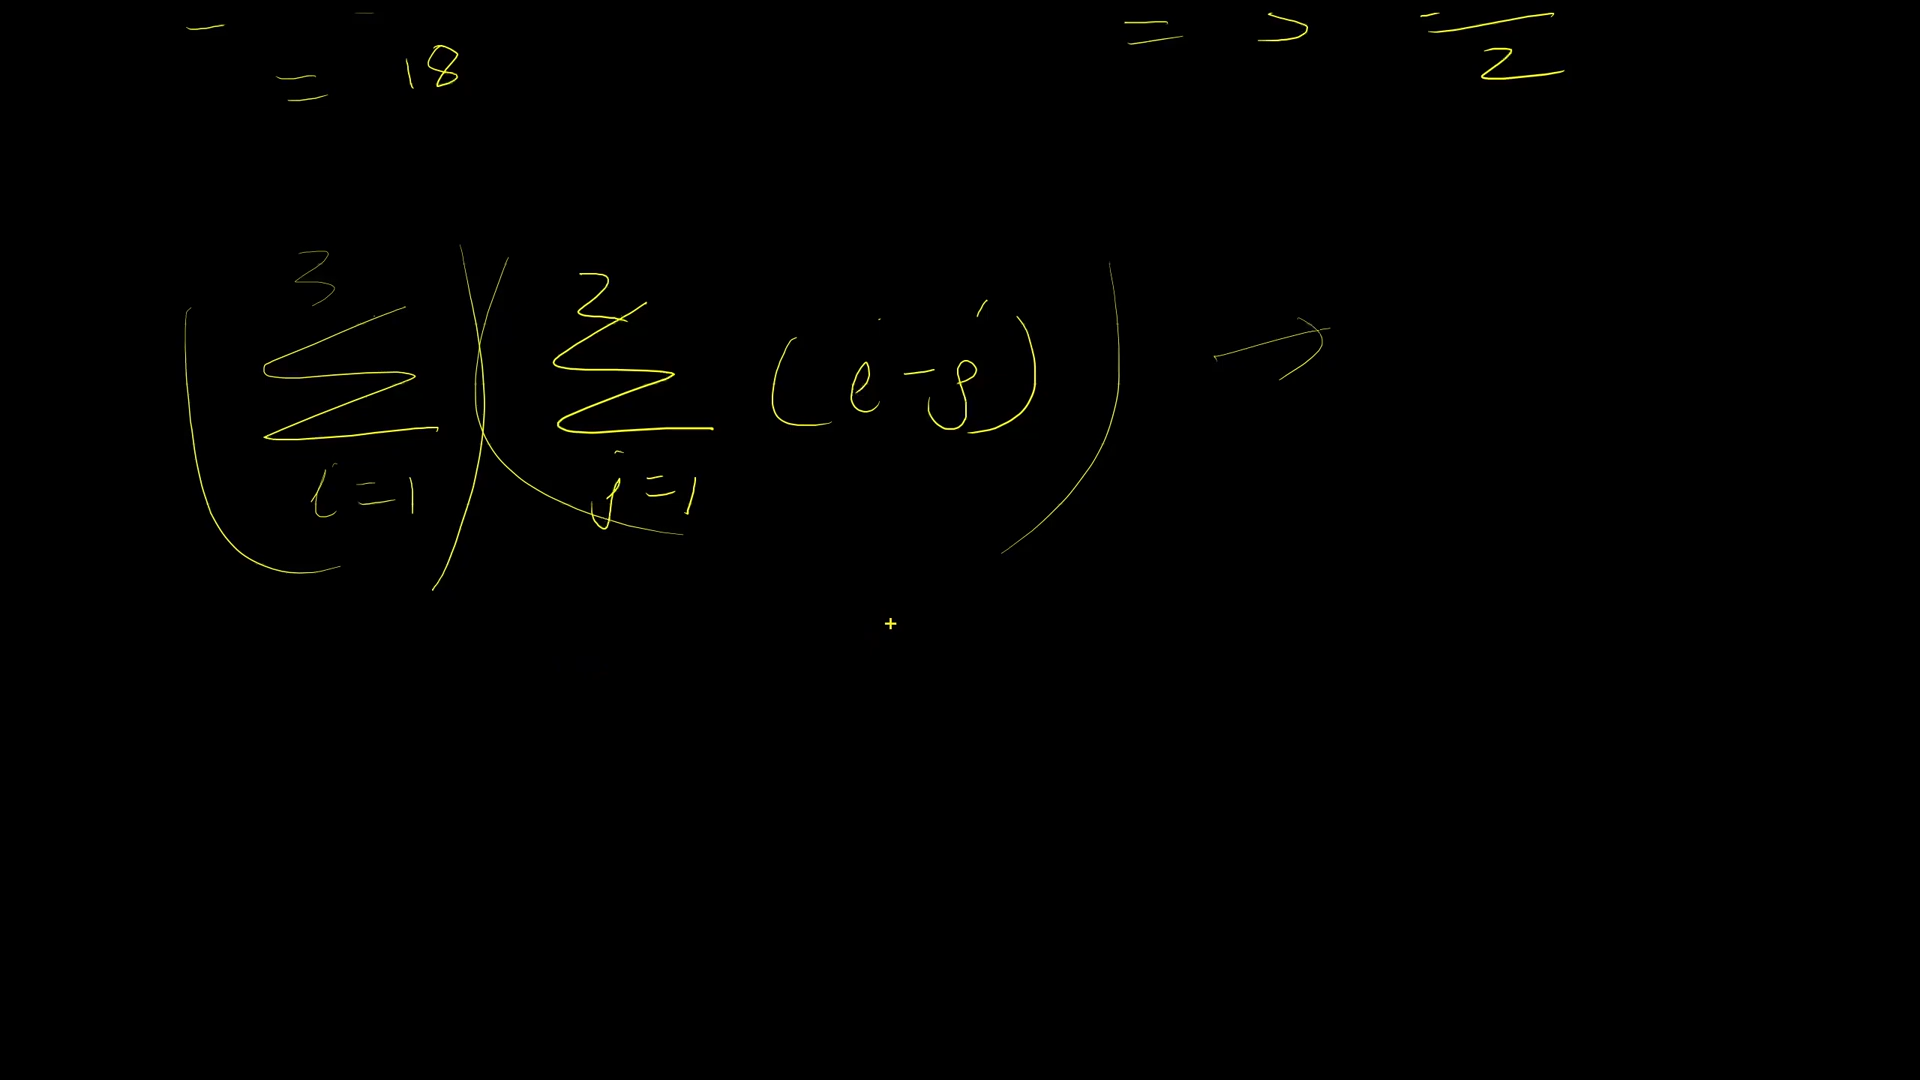 = 18
2
(∑_{i=1}^{3})(∑_{j=1}^{2} (i-j)) →